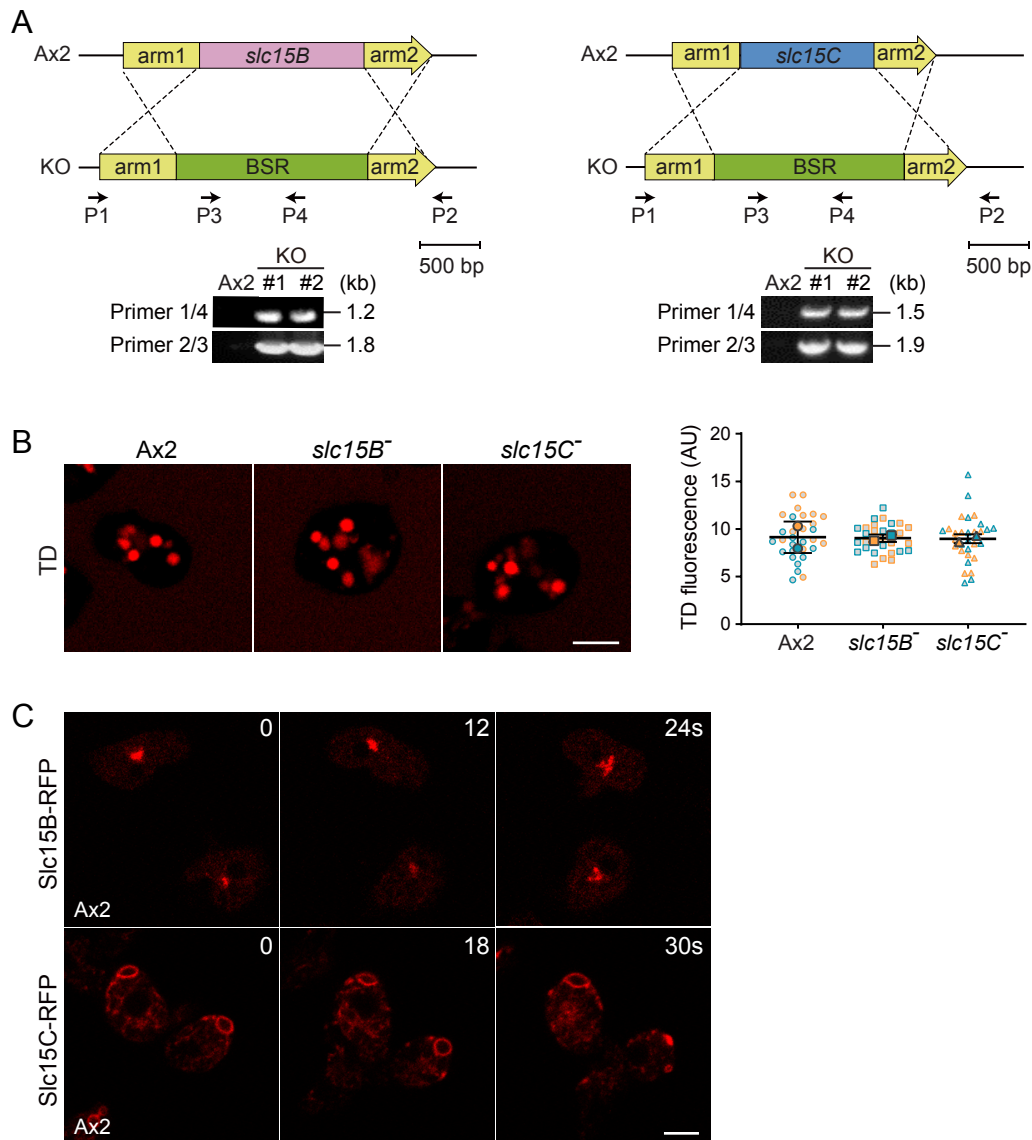 A
Ax2 arm1 slc15B arm2
KO arm1 BSR arm2
P1 P3 P4 P2
500 bp
KO
Ax2 #1 #2 (kb)
Primer 1/4 1.2
Primer 2/3 1.8
Ax2 arm1 slc15C arm2
KO arm1 BSR arm2
P1 P3 P4 P2
500 bp
KO
Ax2 #1 #2 (kb)
Primer 1/4 1.5
Primer 2/3 1.9
B
Ax2 slc15B⁻ slc15C⁻
TD
TD fluorescence (AU)
20
15
10
5
0
Ax2 slc15B⁻ slc15C⁻
C
Slc15B-RFP
0 12 24s
Ax2
Slc15C-RFP
0 18 30s
Ax2